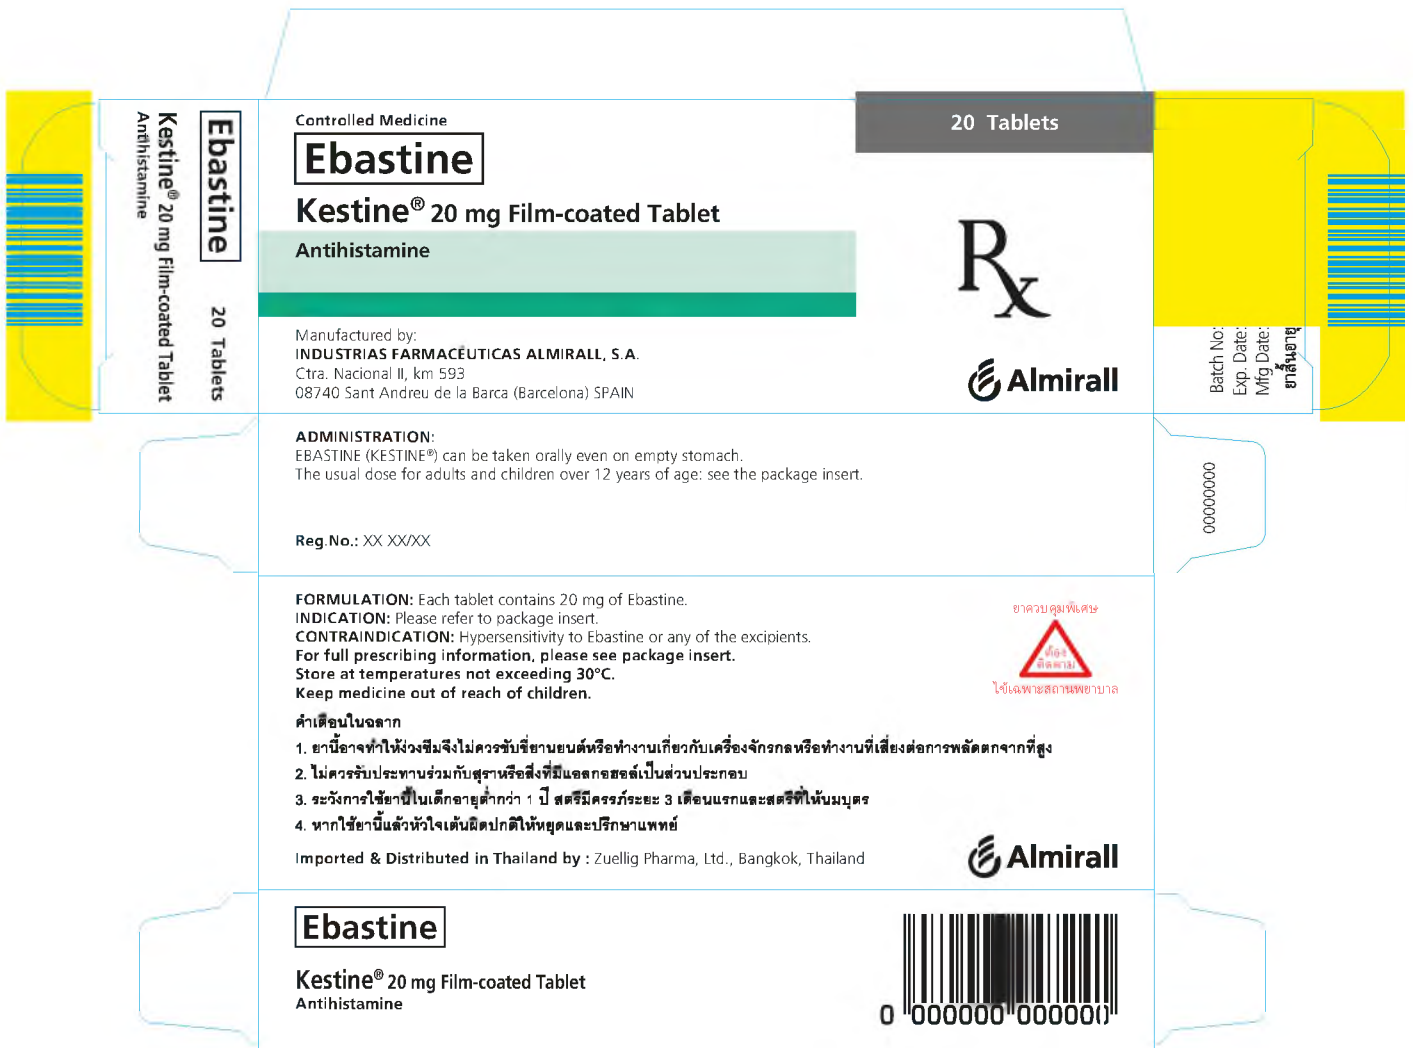 Controlled Medicine
Ebastine
Kestine® 20 mg Film-coated Tablet
Antihistamine
20 Tablets
Rx
Manufactured by:
INDUSTRIAS FARMACÉUTICAS ALMIRALL, S.A.
Ctra. Nacional II, km 593
08740 Sant Andreu de la Barca (Barcelona) SPAIN
Almirall
Ebastine 20 Tablets
Kestine® 20 mg Film-coated Tablet
Antihistamine
Batch No:
Exp. Date:
Mfg Date:
ADMINISTRATION:
EBASTINE (KESTINE®) can be taken orally even on empty stomach.
The usual dose for adults and children over 12 years of age: see the package insert.
Reg.No.: XX XX/XX
00000000
FORMULATION: Each tablet contains 20 mg of Ebastine.
INDICATION: Please refer to package insert.
CONTRAINDICATION: Hypersensitivity to Ebastine or any of the excipients.
For full prescribing information, please see package insert.
Store at temperatures not exceeding 30°C.
Keep medicine out of reach of children.
ยาควบคุมพิเศษ
ต้อง
ติดตาม
ใช้เฉพาะสถานพยาบาล
คำเตือนในฉลาก
1. ยานี้อาจทำให้ง่วงซึมจึงไม่ควรขับขี่ยานยนต์หรือทำงานเกี่ยวกับเครื่องจักรกลหรือทำงานที่เสี่ยงต่อการพลัดตกจากที่สูง
2. ไม่ควรรับประทานร่วมกับสุราหรือสิ่งที่มีแอลกอฮอล์เป็นส่วนประกอบ
3. ระวังการใช้ยานี้ในเด็กอายุต่ำกว่า 1 ปี สตรีมีครรภ์ระยะ 3 เดือนแรกและสตรีที่ให้นมบุตร
4. หากใช้ยานี้แล้วหัวใจเต้นผิดปกติให้หยุดและปรึกษาแพทย์
Imported & Distributed in Thailand by : Zuellig Pharma, Ltd., Bangkok, Thailand
Almirall
Ebastine
Kestine® 20 mg Film-coated Tablet
Antihistamine
0 000000 000000